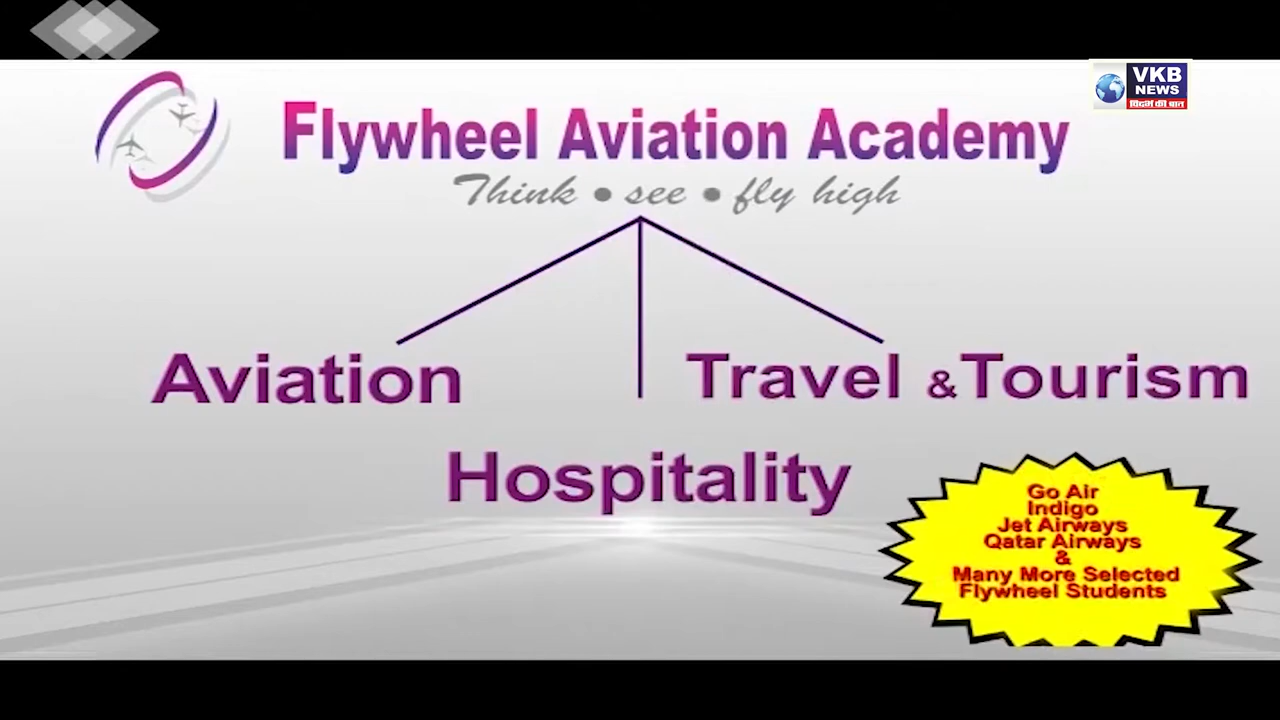 VKB
NEWS
विदर्भ की बात
Flywheel Aviation Academy
Think • see • fly high
Aviation
Travel & Tourism
Hospitality
Go Air
Indigo
Jet Airways
Qatar Airways
&
Many More Selected
Flywheel Students